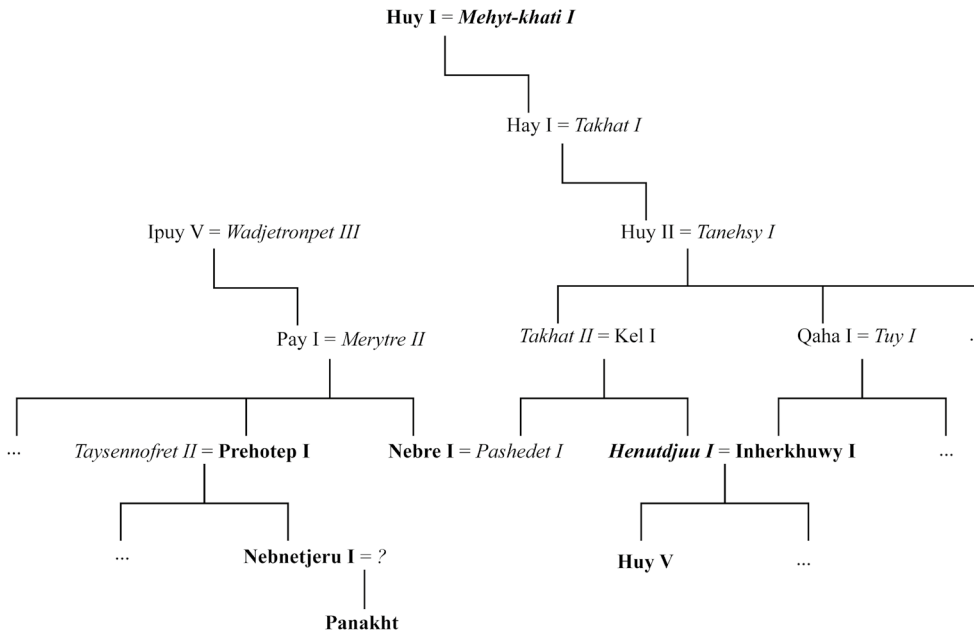 Huy I = Mehyt-khati I
Hay I = Takhat I
Ipuy V = Wadjetronpet III
Huy II = Tanehsy I
Pay I = Merytre II
Takhat II = Kel I
Qaha I = Tuy I
...
Taysennofret II = Prehotep I
Nebre I = Pashedet I
Henutdjuu I = Inherkhuwy I
...
...
Nebnetjeru I = ?
Huy V
...
Panakht